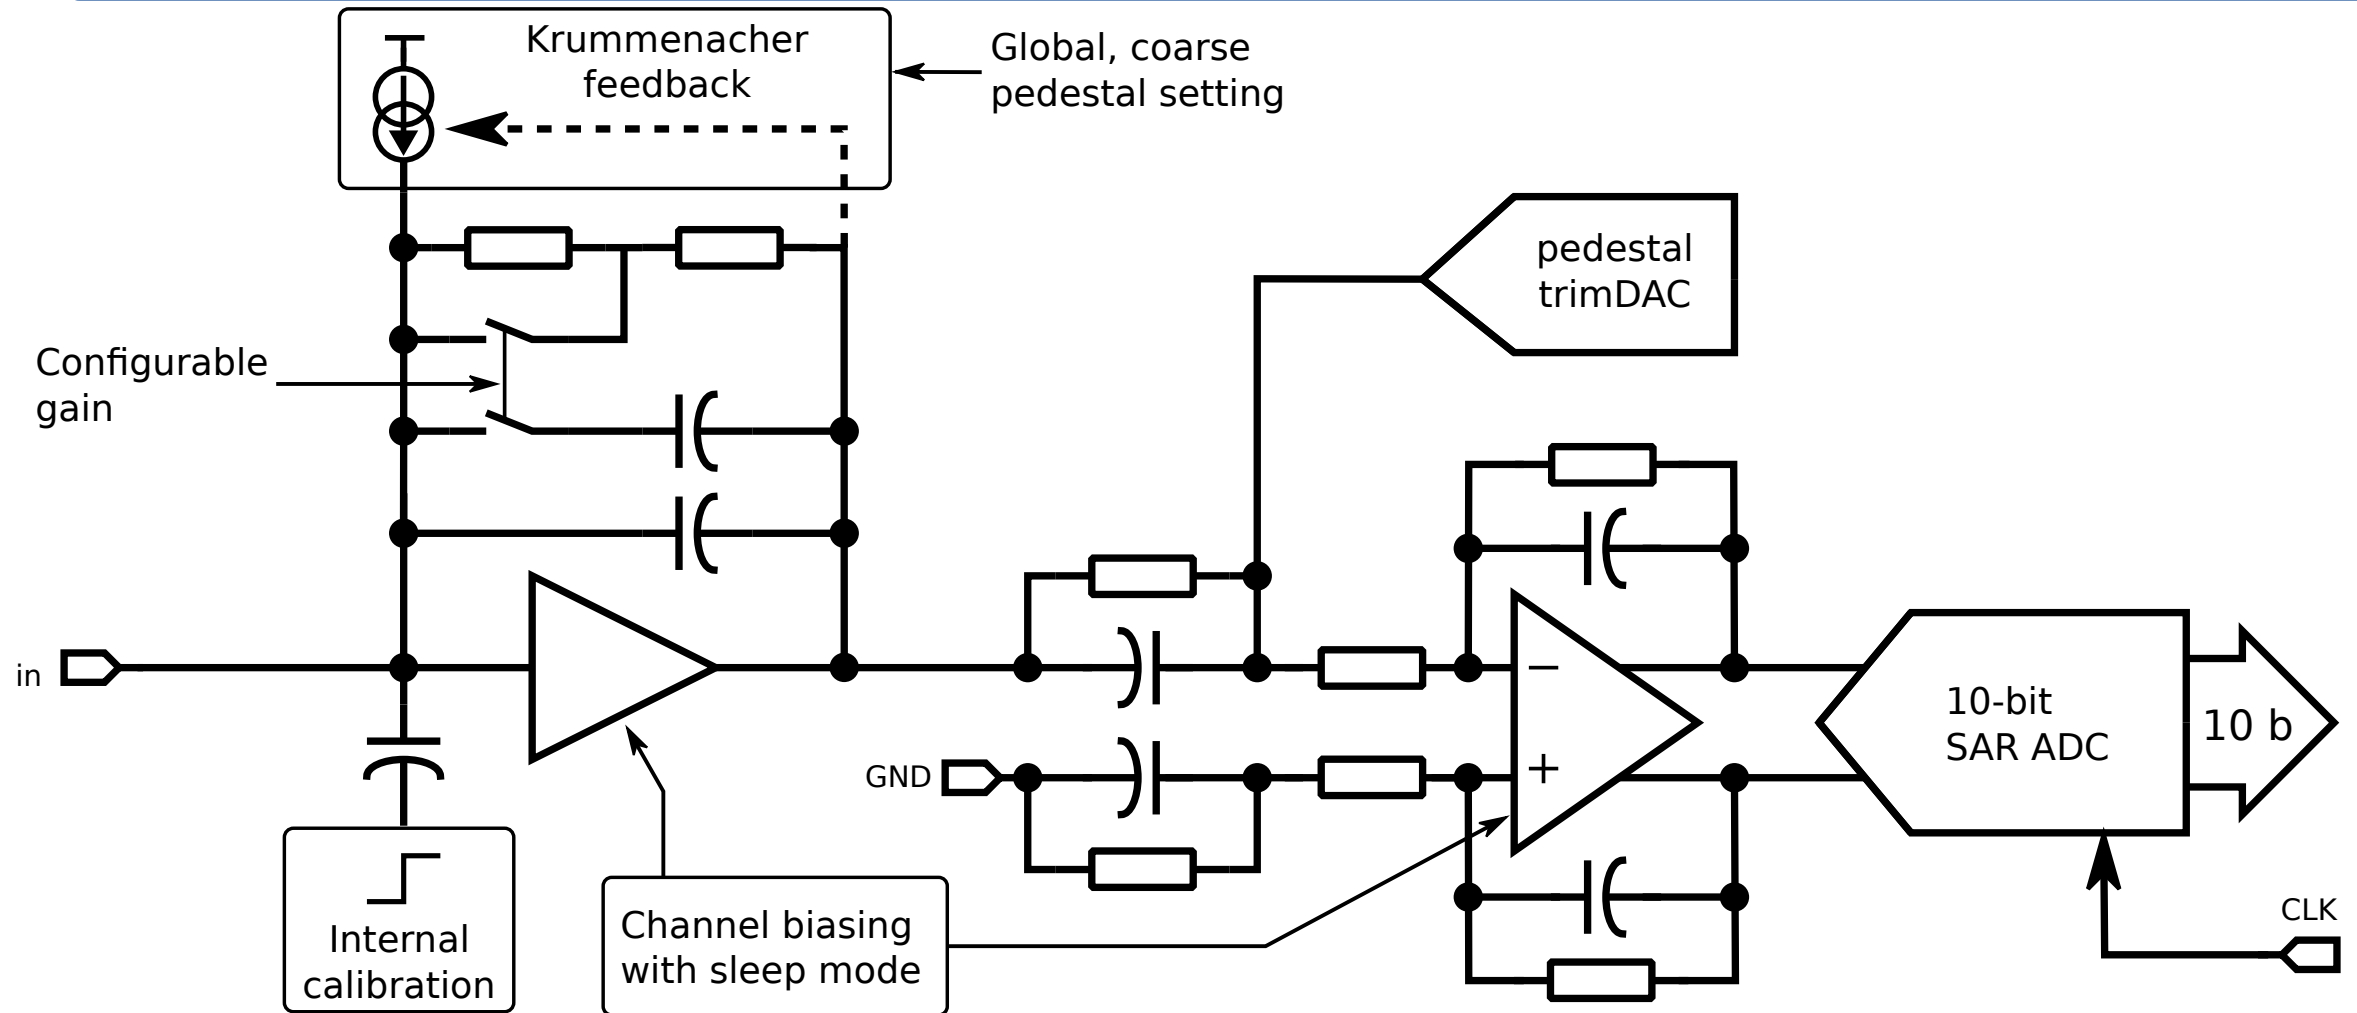 Krummenacher
feedback
Global, coarse
pedestal setting
pedestal
trimDAC
Configurable
gain
in
−
+
GND
10-bit
SAR ADC
10 b
CLK
Internal
calibration
Channel biasing
with sleep mode